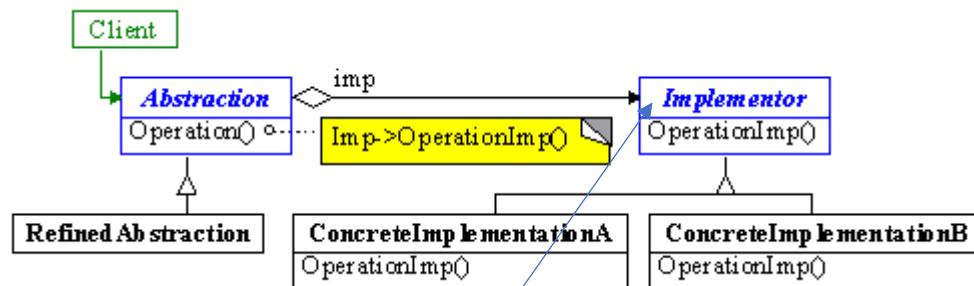 Client
imp
Abstraction
Implementor
Operation()
Imp->OperationImp()
OperationImp()
RefinedAbstraction
ConcreteImplementationA
ConcreteImplementationB
OperationImp()
OperationImp()